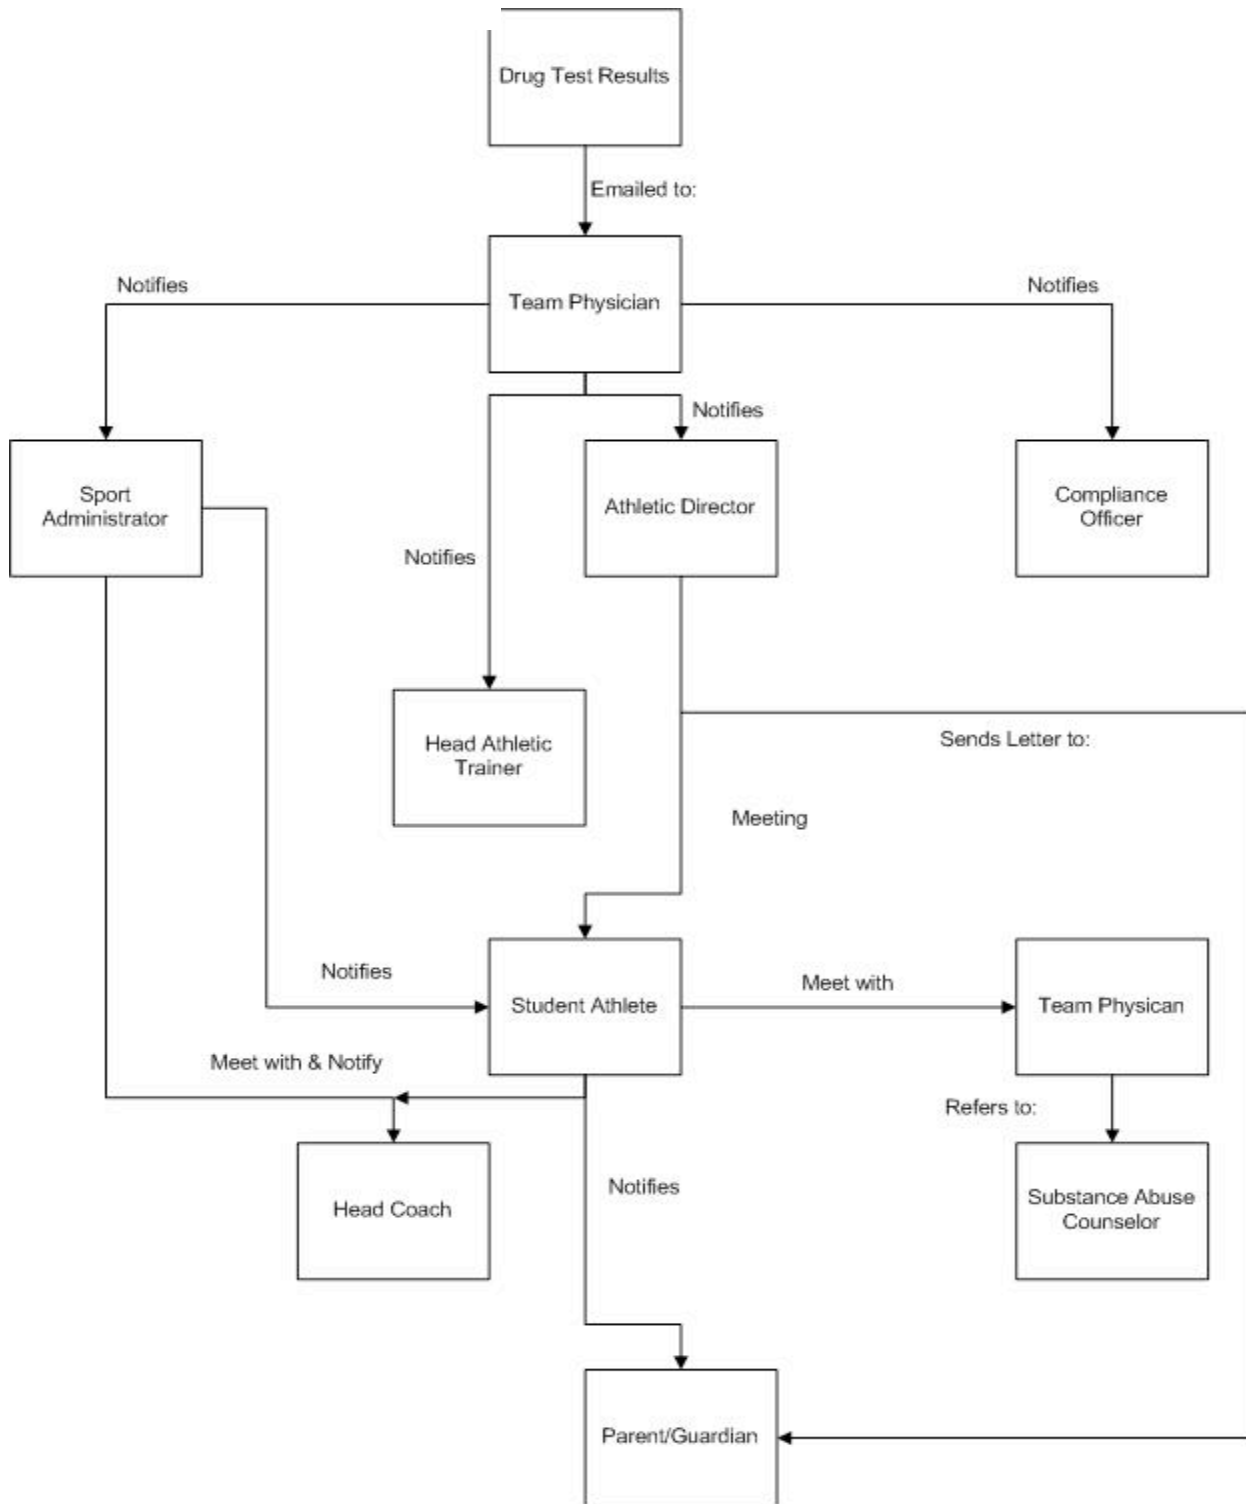 Drug Test Results
Emailed to:
Notifies
Team Physician
Notifies
Notifies
Sport
Administrator
Athletic Director
Compliance
Officer
Notifies
Head Athletic
Trainer
Sends Letter to:
Meeting
Notifies
Student Athlete
Meet with
Team Physican
Meet with & Notify
Refers to:
Head Coach
Notifies
Substance Abuse
Counselor
Parent/Guardian